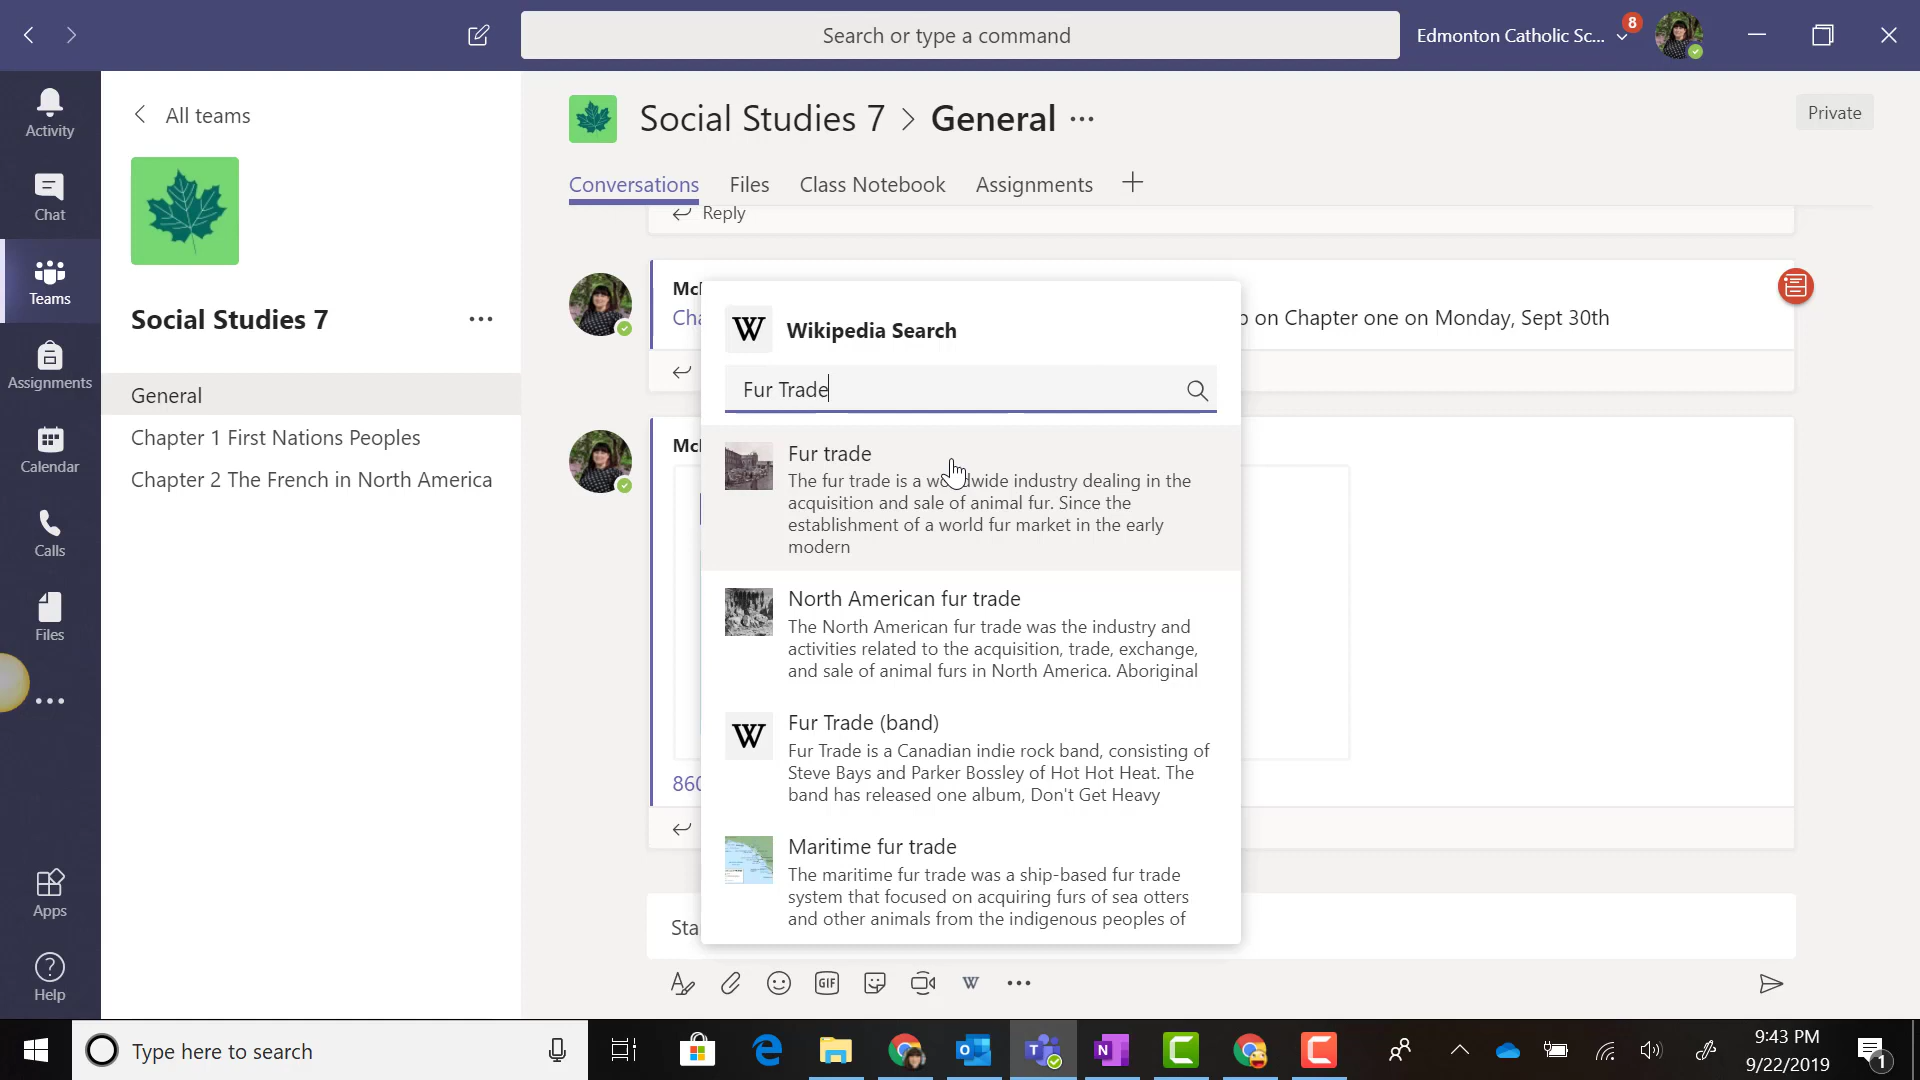 Search or type a command
Edmonton Catholic Sc...
8
Activity
Chat
Teams
Assignments
Calendar
Calls
Files
Apps
Help
All teams
Social Studies 7
General
Chapter 1 First Nations Peoples
Chapter 2 The French in North America
Social Studies 7 > General ...
Private
Conversations
Files
Class Notebook
Assignments
Reply
on Chapter one on Monday, Sept 30th
W Wikipedia Search
Fur Trade
Fur trade
The fur trade is a worldwide industry dealing in the
acquisition and sale of animal fur. Since the
establishment of a world fur market in the early
modern
North American fur trade
The North American fur trade was the industry and
activities related to the acquisition, trade, exchange,
and sale of animal furs in North America. Aboriginal
W
Fur Trade (band)
Fur Trade is a Canadian indie rock band, consisting of
Steve Bays and Parker Bossley of Hot Hot Heat. The
band has released one album, Don't Get Heavy
Maritime fur trade
The maritime fur trade was a ship-based fur trade
system that focused on acquiring furs of sea otters
and other animals from the indigenous peoples of
GIF
W
Type here to search
9:43 PM
9/22/2019
1